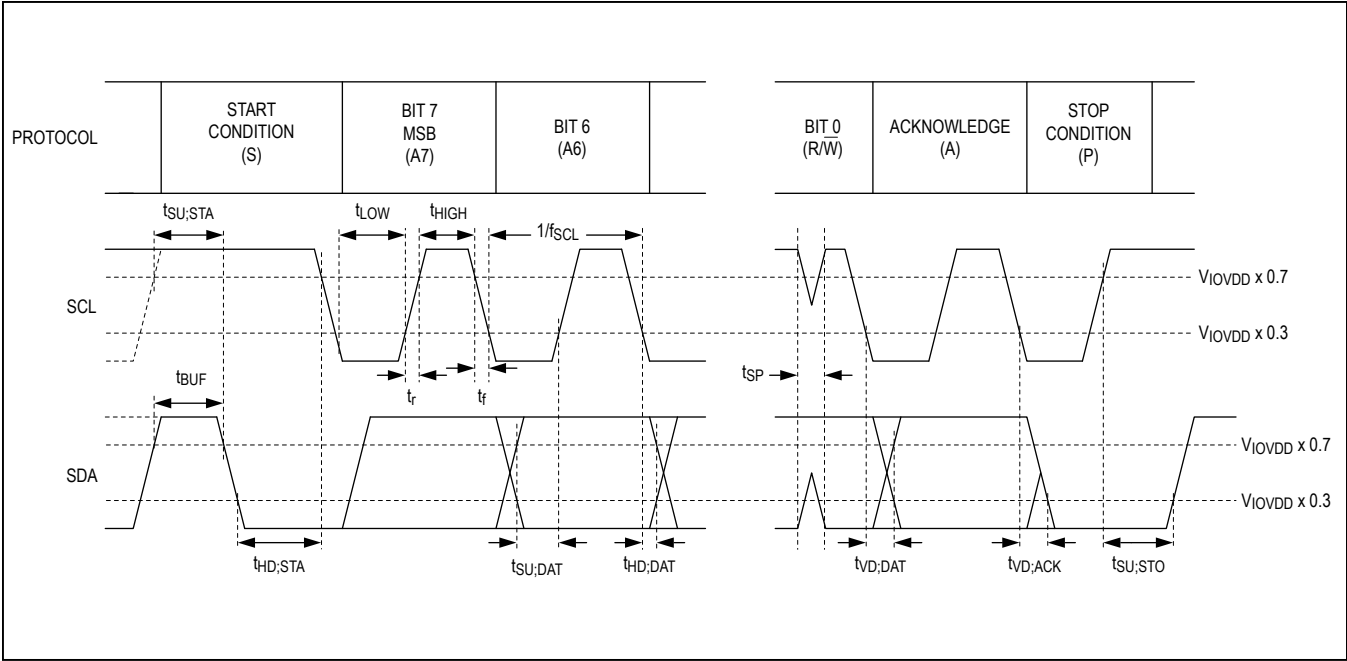 PROTOCOL
START
CONDITION
(S)
BIT 7
MSB
(A7)
BIT 6
(A6)
BIT 0
(R/W̅)
ACKNOWLEDGE
(A)
STOP
CONDITION
(P)
tSU;STA
tLOW
tHIGH
1/fSCL
SCL
VIOVDD x 0.7
VIOVDD x 0.3
tBUF
tr
tf
tSP
SDA
VIOVDD x 0.7
VIOVDD x 0.3
tHD;STA
tSU;DAT
tHD;DAT
tVD;DAT
tVD;ACK
tSU;STO